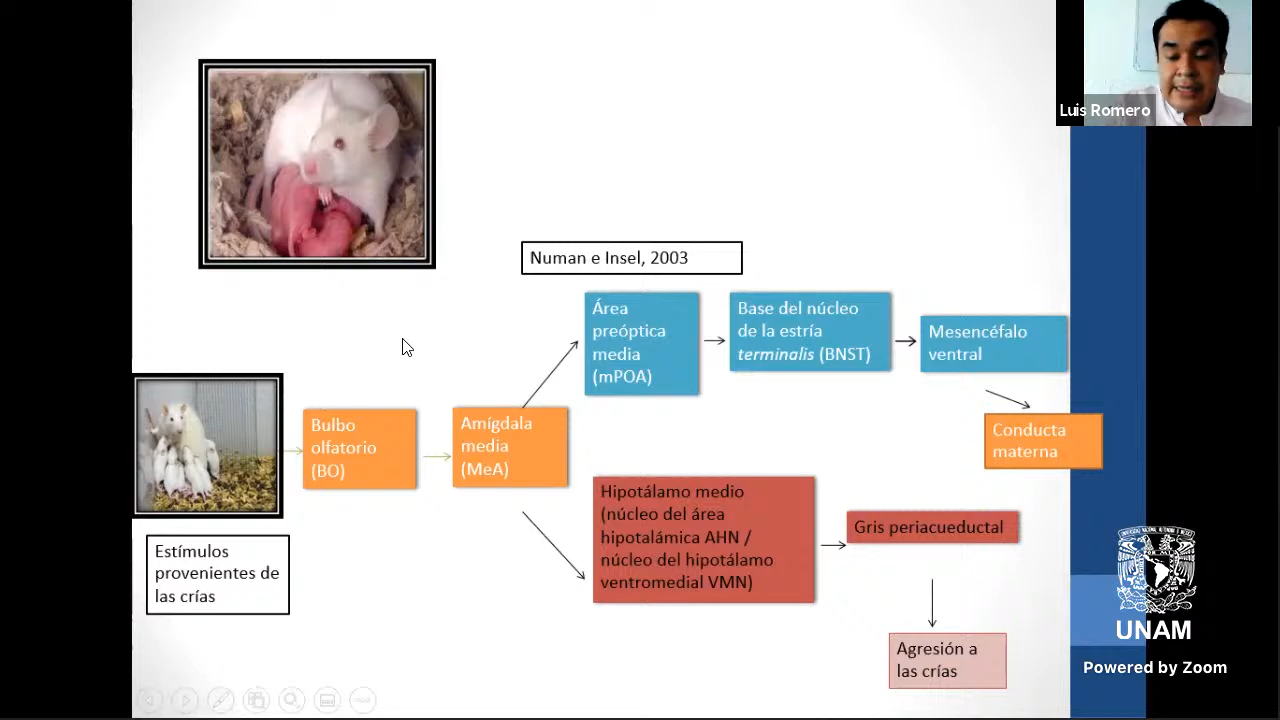 Luis Romero
Numan e Insel, 2003
Área
preóptica
media
(mPOA)
Base del núcleo
de la estría
terminalis (BNST)
Mesencéfalo
ventral
Bulbo
olfatorio
(BO)
Amígdala
media
(MeA)
Conducta
materna
Hipotálamo medio
(núcleo del área
hipotalámica AHN /
núcleo del hipotálamo
ventromedial VMN)
Gris periacueductal
Estímulos
provenientes de
las crías
Agresión a
las crías
UNAM
Powered by Zoom